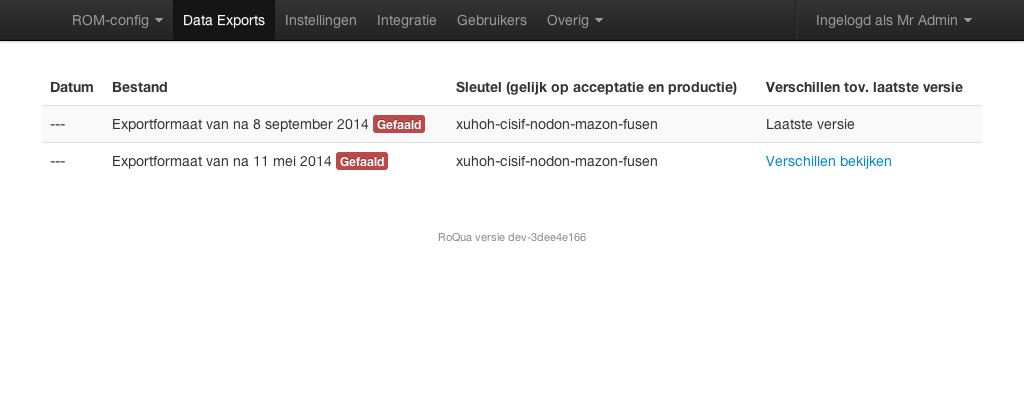 ROM-config Data Exports Instellingen Integratie Gebruikers Overig Ingelogd als Mr Admin
Datum Bestand Sleutel (gelijk op acceptatie en productie) Verschillen tov. laatste versie
--- Exportformaat van na 8 september 2014 Gefaald xuhoh-cisif-nodon-mazon-fusen Laatste versie
--- Exportformaat van na 11 mei 2014 Gefaald xuhoh-cisif-nodon-mazon-fusen Verschillen bekijken
RoQua versie dev-3dee4e166